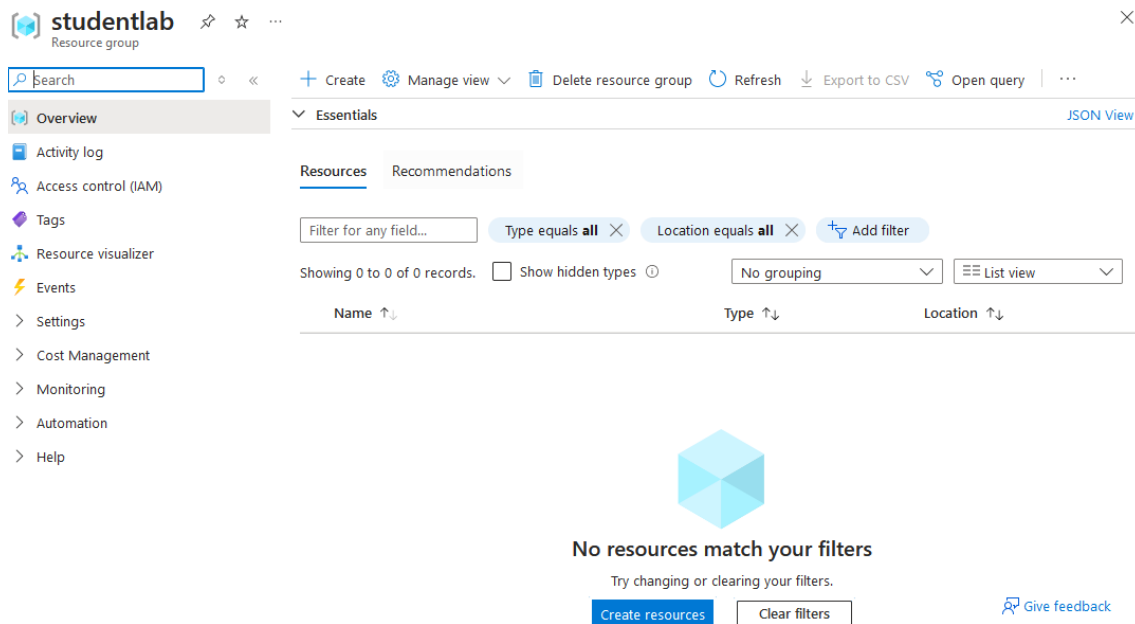 studentlab
Resource group
Search
Overview
Activity log
Access control (IAM)
Tags
Resource visualizer
Events
Settings
Cost Management
Monitoring
Automation
Help
Create Manage view Delete resource group Refresh Export to CSV Open query
Essentials JSON View
Resources Recommendations
Filter for any field... Type equals all Location equals all Add filter
Showing 0 to 0 of 0 records. Show hidden types No grouping List view
Name Type Location
No resources match your filters
Try changing or clearing your filters.
Create resources Clear filters
Give feedback